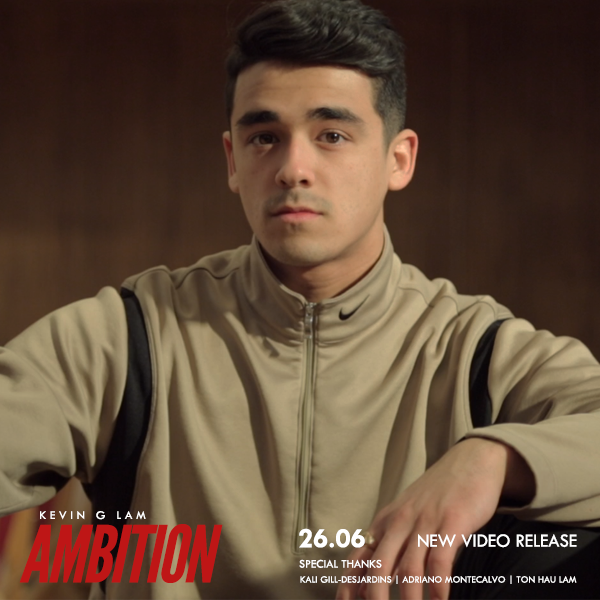 KEVIN G LAM
AMBITION
26.06
NEW VIDEO RELEASE
SPECIAL THANKS
KALI GILL-DESJARDINS | ADRIANO MONTECALVO | TON HAU LAM